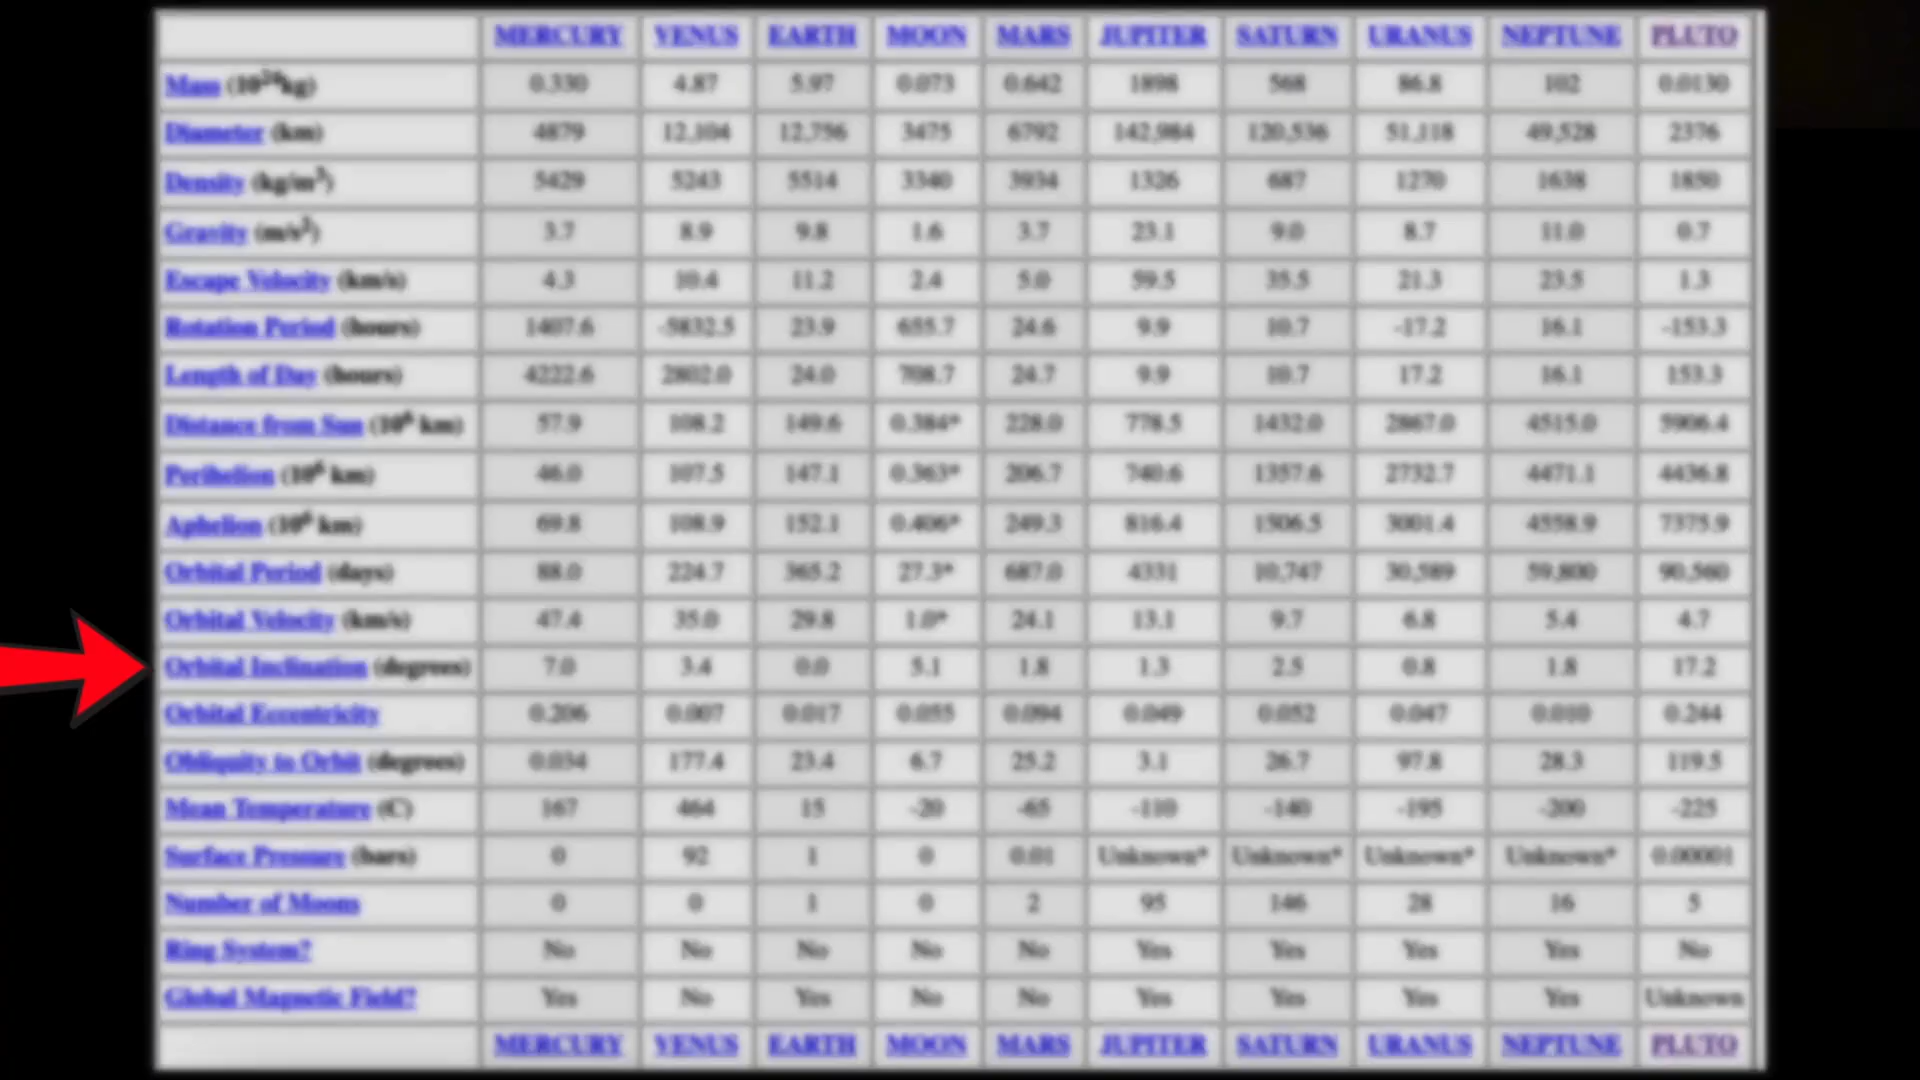 MERCURY VENUS EARTH MOON MARS JUPITER SATURN URANUS NEPTUNE PLUTO
Mass (10²⁴kg) 0.330 4.87 5.97 0.073 0.642 1898 568 86.8 102 0.0130
Diameter (km) 4879 12,104 12,756 3475 6792 142,984 120,536 51,118 49,528 2376
Density (kg/m³) 5429 5243 5514 3340 3934 1326 687 1270 1638 1850
Gravity (m/s²) 3.7 8.9 9.8 1.6 3.7 23.1 9.0 8.7 11.0 0.7
Escape Velocity (km/s) 4.3 10.4 11.2 2.4 5.0 59.5 35.5 21.3 23.5 1.3
Rotation Period (hours) 1407.6 -5832.5 23.9 655.7 24.6 9.9 10.7 -17.2 16.1 -153.3
Length of Day (hours) 4222.6 2802.0 24.0 708.7 24.7 9.9 10.7 17.2 16.1 153.3
Distance from Sun (10⁶ km) 57.9 108.2 149.6 0.384* 228.0 778.5 1432.0 2867.0 4515.0 5906.4
Perihelion (10⁶ km) 46.0 107.5 147.1 0.363* 206.7 740.6 1357.6 2732.7 4471.1 4436.8
Aphelion (10⁶ km) 69.8 108.9 152.1 0.406* 249.3 816.4 1506.5 3001.4 4558.9 7375.9
Orbital Period (days) 88.0 224.7 365.2 27.3* 687.0 4331 10,747 30,589 59,800 90,560
Orbital Velocity (km/s) 47.4 35.0 29.8 1.0* 24.1 13.1 9.7 6.8 5.4 4.7
Orbital Inclination (degrees) 7.0 3.4 0.0 5.1 1.8 1.3 2.5 0.8 1.8 17.2
Orbital Eccentricity 0.206 0.007 0.017 0.055 0.094 0.049 0.052 0.047 0.010 0.244
Obliquity to Orbit (degrees) 0.034 177.4 23.4 6.7 25.2 3.1 26.7 97.8 28.3 119.5
Mean Temperature (C) 167 464 15 -20 -65 -110 -140 -195 -200 -225
Surface Pressure (bars) 0 92 1 0 0.01 Unknown* Unknown* Unknown* Unknown* 0.00001
Number of Moons 0 0 1 0 2 95 146 28 16 5
Ring System? No No No No No Yes Yes Yes Yes No
Global Magnetic Field? Yes No Yes No No Yes Yes Yes Yes Unknown
MERCURY VENUS EARTH MOON MARS JUPITER SATURN URANUS NEPTUNE PLUTO